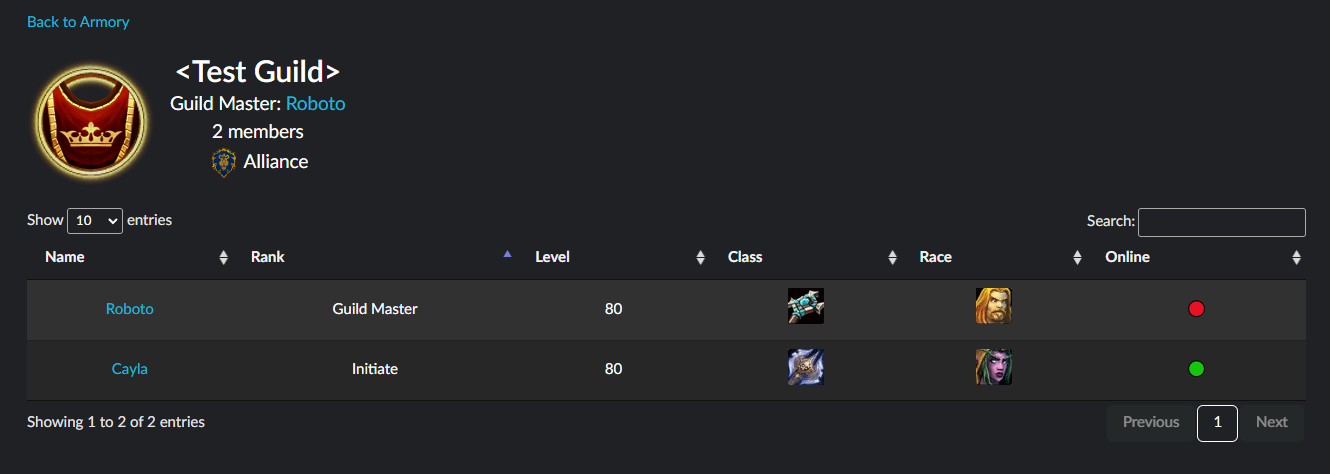 Back to Armory
<Test Guild>
Guild Master: Roboto
2 members
Alliance
Show 10 entries
Search:
Name Rank Level Class Race Online
Roboto Guild Master 80
Cayla Initiate 80
Showing 1 to 2 of 2 entries
Previous 1 Next